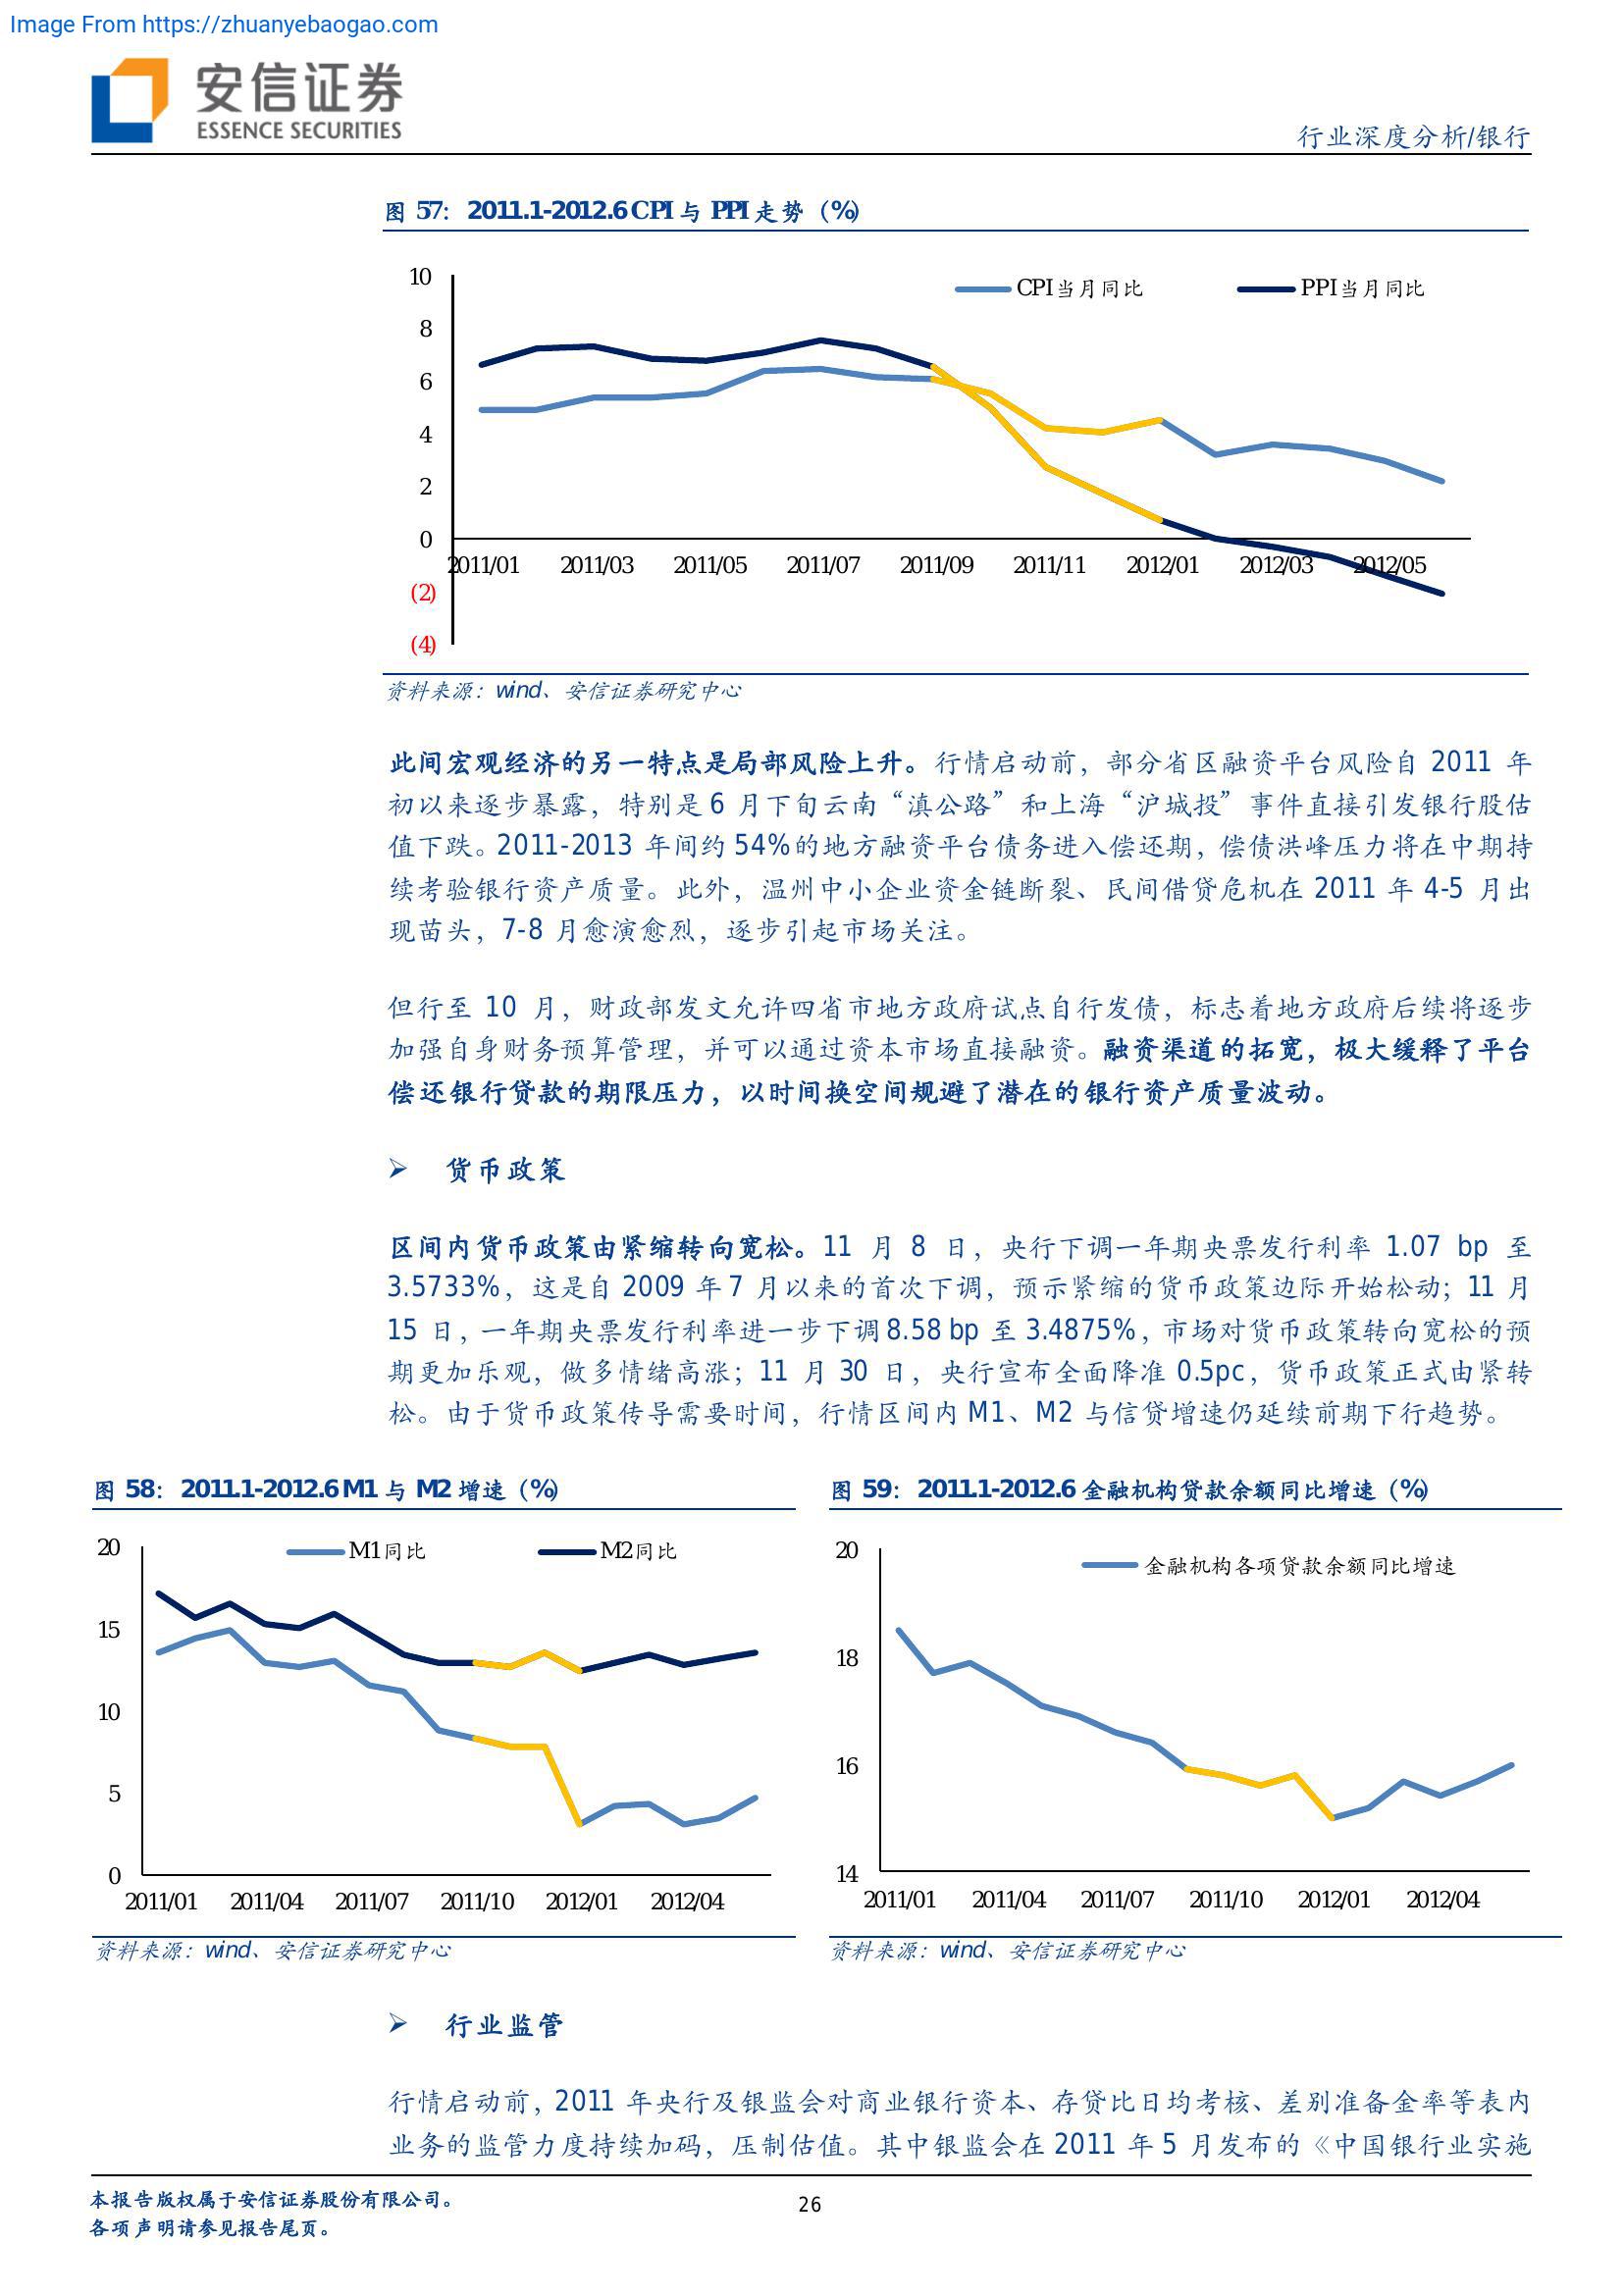 Image From https://zhuanyebaogao.com
安信证券
ESSENCE SECURITIES
行业深度分析/银行
图 57： 2011.1-2012.6 CPI 与 PPI 走势（%）
10
CPI当月同比
PPI当月同比
8
6
4
2
0
2011/01
2011/03
2011/05
2011/07
2011/09
2011/11
2012/01
2012/03
2012/05
(2)
(4)
资料来源：wind、安信证券研究中心
此间宏观经济的另一特点是局部风险上升。行情启动前，部分省区融资平台风险自 2011 年
初以来逐步暴露，特别是 6 月下旬云南“滇公路”和上海“沪城投”事件直接引发银行股估
值下跌。2011-2013 年间约 54%的地方融资平台债务进入偿还期，偿债洪峰压力将在中期持
续考验银行资产质量。此外，温州中小企业资金链断裂、民间借贷危机在 2011 年 4-5 月出
现苗头，7-8 月愈演愈烈，逐步引起市场关注。
但行至 10 月，财政部发文允许四省市地方政府试点自行发债，标志着地方政府后续将逐步
加强自身财务预算管理，并可以通过资本市场直接融资。融资渠道的拓宽，极大缓释了平台
偿还银行贷款的期限压力，以时间换空间规避了潜在的银行资产质量波动。
➢ 货币政策
区间内货币政策由紧缩转向宽松。11 月 8 日，央行下调一年期央票发行利率 1.07 bp 至
3.5733%，这是自 2009 年 7 月以来的首次下调，预示紧缩的货币政策边际开始松动；11 月
15 日，一年期央票发行利率进一步下调 8.58 bp 至 3.4875%，市场对货币政策转向宽松的预
期更加乐观，做多情绪高涨；11 月 30 日，央行宣布全面降准 0.5pc，货币政策正式由紧转
松。由于货币政策传导需要时间，行情区间内 M1、M2 与信贷增速仍延续前期下行趋势。
图 58： 2011.1-2012.6 M1 与 M2 增速（%）
20
M1同比
M2同比
15
10
5
0
2011/01
2011/04
2011/07
2011/10
2012/01
2012/04
资料来源：wind、安信证券研究中心
图 59： 2011.1-2012.6 金融机构贷款余额同比增速（%）
20
金融机构各项贷款余额同比增速
18
16
14
2011/01
2011/04
2011/07
2011/10
2012/01
2012/04
资料来源：wind、安信证券研究中心
➢ 行业监管
行情启动前，2011 年央行及银监会对商业银行资本、存贷比日均考核、差别准备金率等表内
业务的监管力度持续加码，压制估值。其中银监会在 2011 年 5 月发布的《中国银行业实施
本报告版权属于安信证券股份有限公司。
各项声明请参见报告尾页。
26